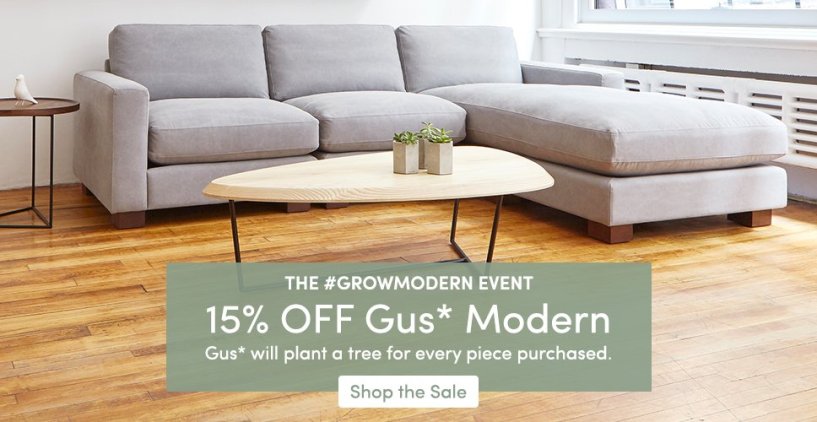 THE #GROWMODERN EVENT
15% OFF Gus* Modern
Gus* will plant a tree for every piece purchased.
Shop the Sale